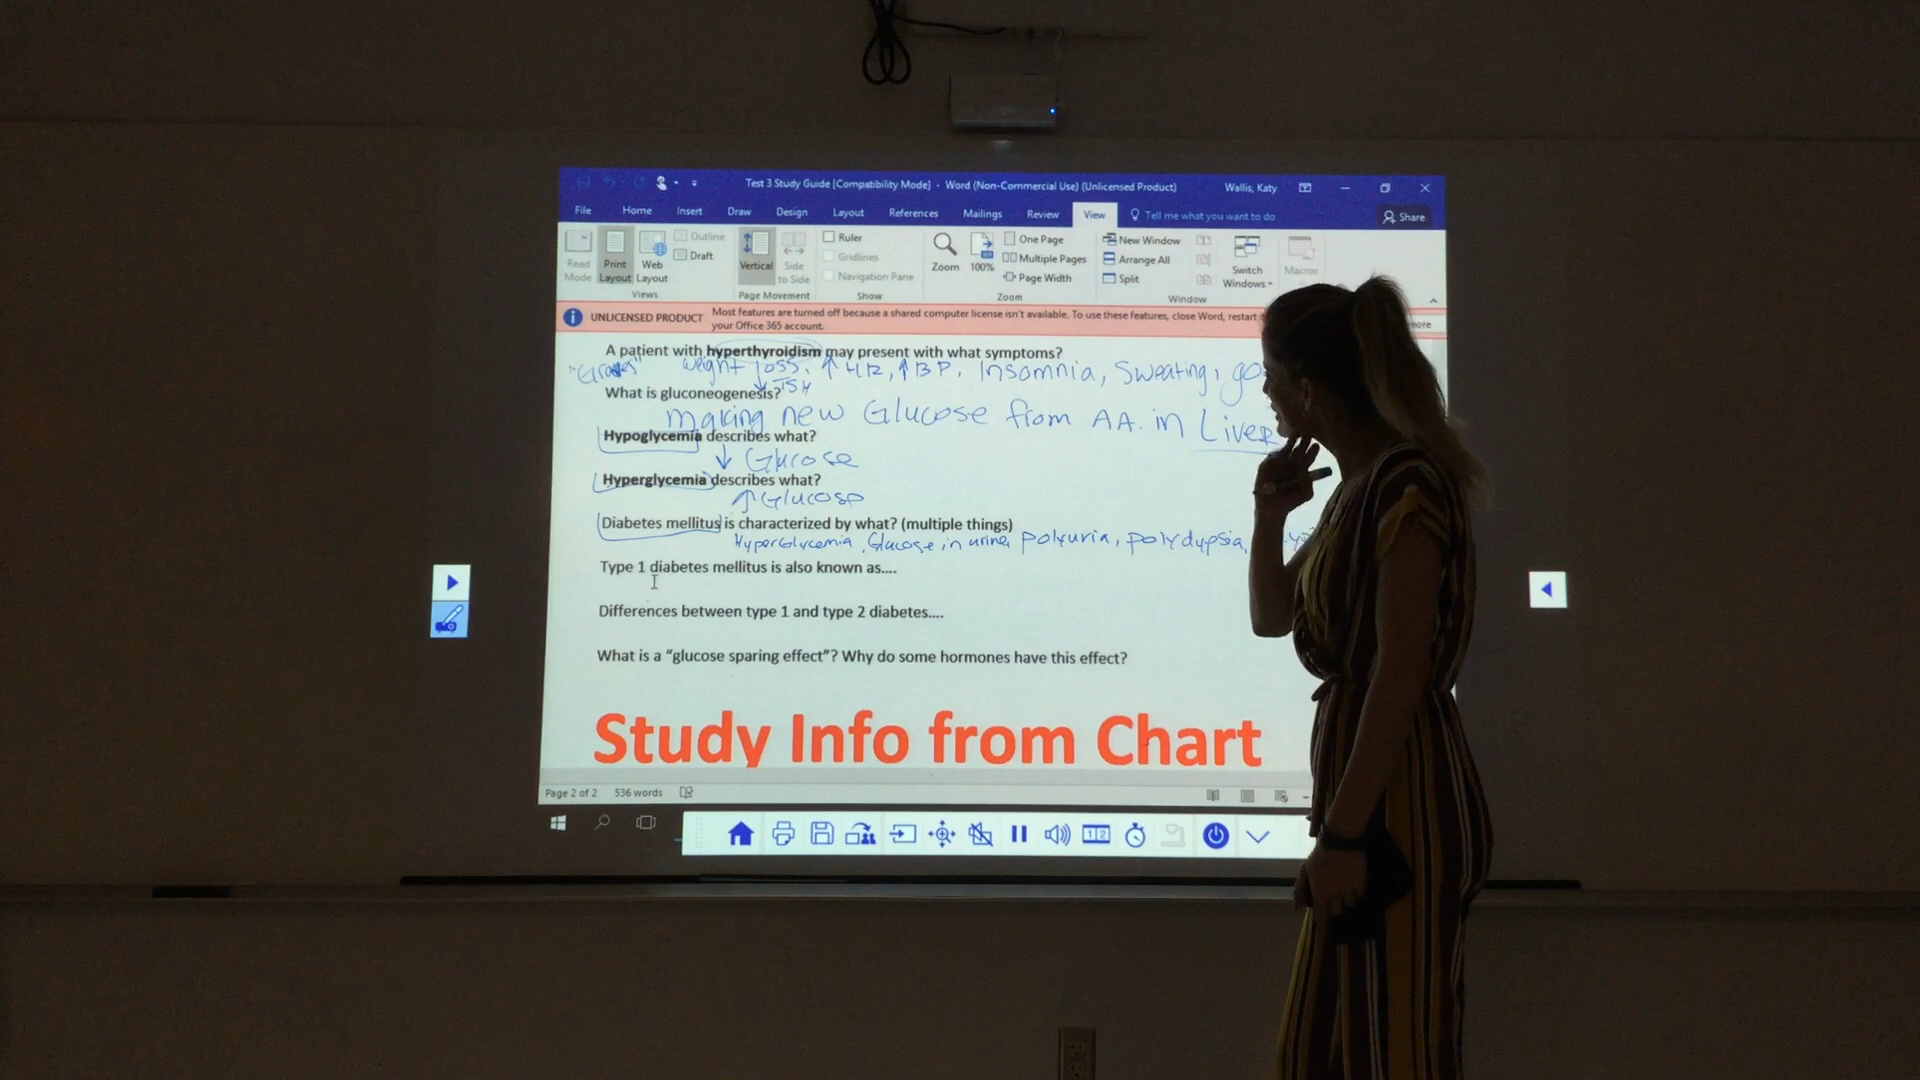 Test 3 Study Guide [Compatibility Mode] - Word (Non-Commercial Use) (Unlicensed Product)
Wallis, Katy
File Home Insert Draw Design Layout References Mailings Review View Tell me what you want to do Share
Read Mode
Print Layout
Web Layout
Outline
Draft
Views
Vertical
Side to Side
Page Movement
Ruler
Gridlines
Navigation Pane
Show
Zoom
100%
One Page
Multiple Pages
Page Width
Zoom
New Window
Arrange All
Split
Switch Windows
Window
Macros
UNLICENSED PRODUCT Most features are turned off because a shared computer license isn't available. To use these features, close Word, restart
your Office 365 account.
A patient with hyperthyroidism may present with what symptoms?
"Graves" weight loss, ↑HR, ↑BP, Insomnia, Sweating, go
↓TSH
What is gluconeogenesis?
making new Glucose from AA. in Liver
Hypoglycemia describes what?
↓ Glucose
Hyperglycemia describes what?
↑ Glucose
Diabetes mellitus is characterized by what? (multiple things)
HyperGlycemia, Glucose in urine, polyuria, polydypsia,
Type 1 diabetes mellitus is also known as....
Differences between type 1 and type 2 diabetes....
What is a “glucose sparing effect”? Why do some hormones have this effect?
Study Info from Chart
Page 2 of 2 536 words
1 2